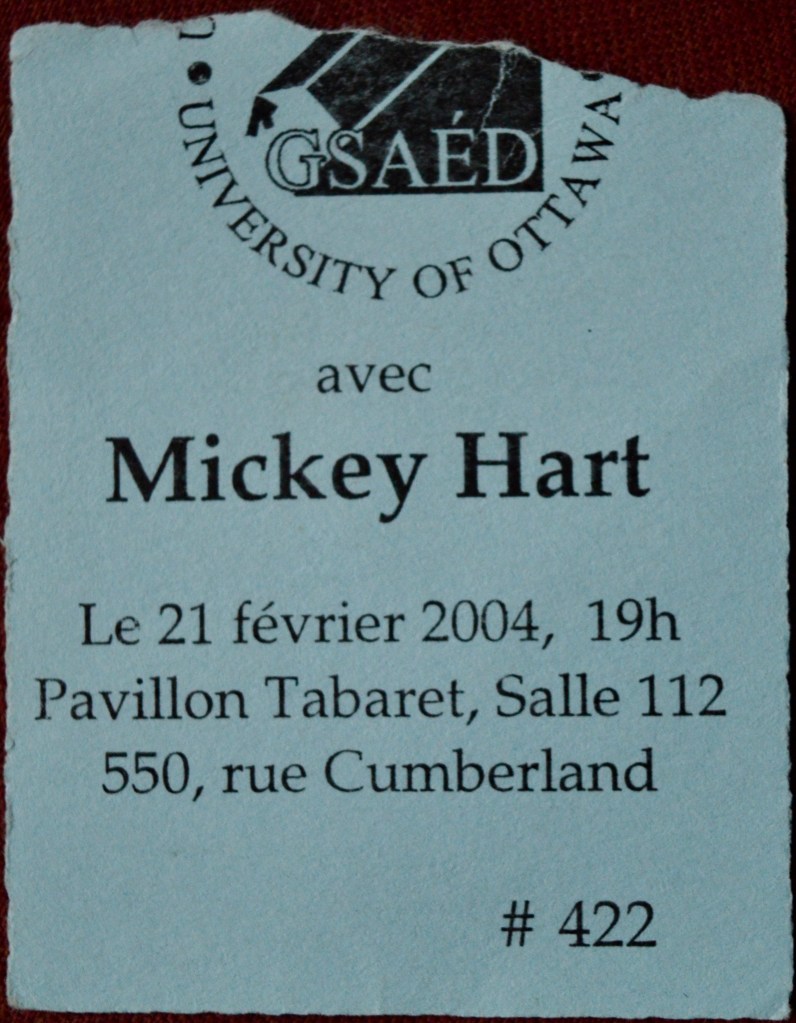 GSAÉD
• UNIVERSITY OF OTTAWA •
avec
Mickey Hart
Le 21 février 2004, 19h
Pavillon Tabaret, Salle 112
550, rue Cumberland
# 422